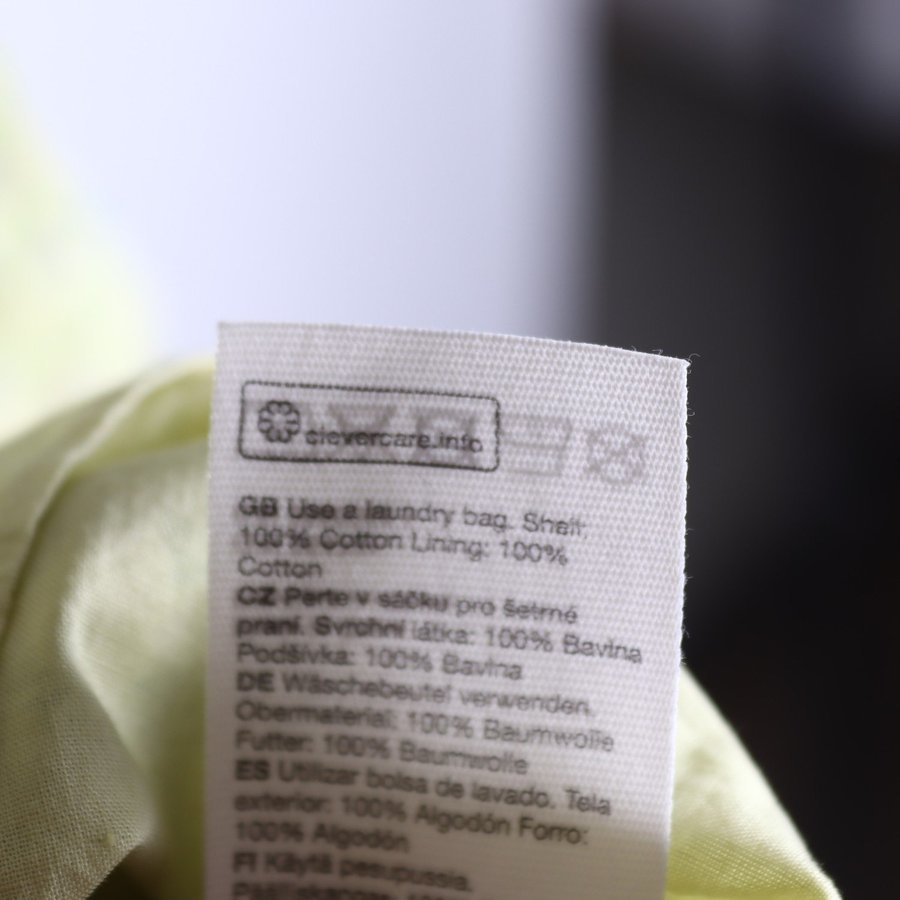 clevercare.info
GB Use a laundry bag. Shell:
100% Cotton Lining: 100%
Cotton
CZ Perte v sáčku pro šetrné
praní. Svrchní látka: 100% Bavlna
Podšívka: 100% Bavlna
DE Wäschebeutel verwenden.
Obermaterial: 100% Baumwolle
Futter: 100% Baumwolle
ES Utilizar bolsa de lavado. Tela
exterior: 100% Algodón Forro:
100% Algodón
FI Käytä pesupussia.